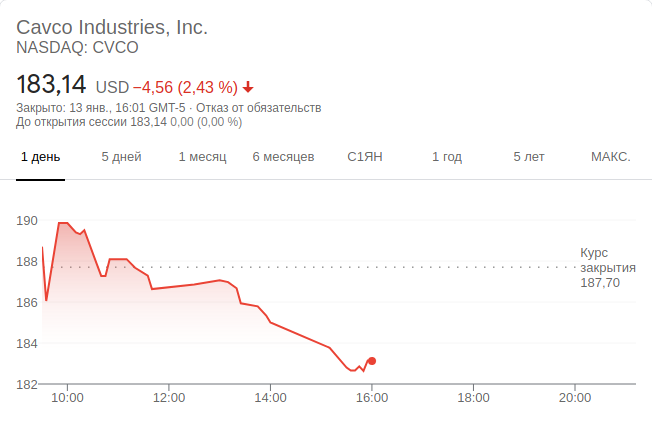 Cavco Industries, Inc.
NASDAQ: CVCO
183,14 USD −4,56 (2,43 %)
Закрыто: 13 янв., 16:01 GMT-5 · Отказ от обязательств
До открытия сессии 183,14 0,00 (0,00 %)
1 день 5 дней 1 месяц 6 месяцев С1ЯН 1 год 5 лет МАКС.
190
188
186
184
182
Курс
закрытия
187,70
10:00 12:00 14:00 16:00 18:00 20:00